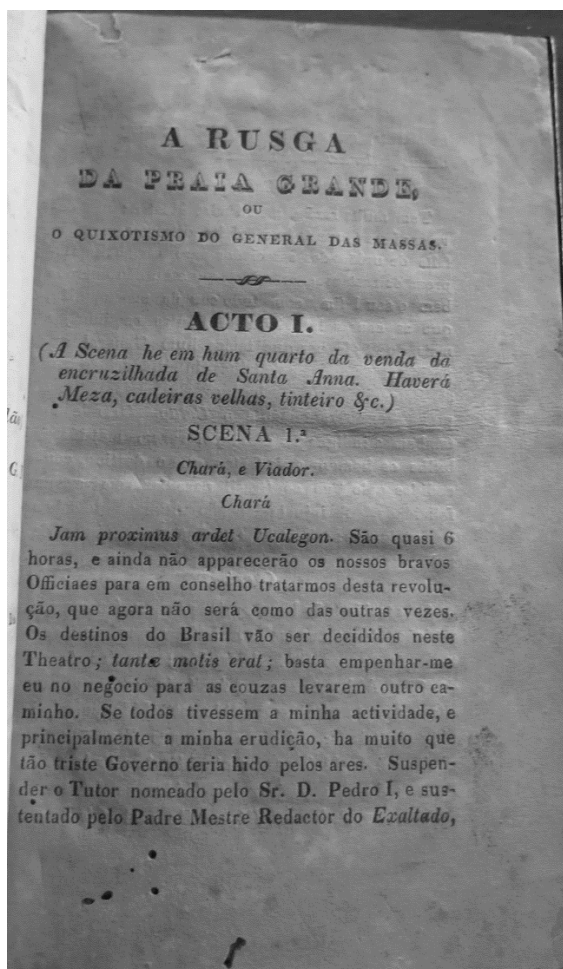 A RUSGA
DA PRAIA GRANDE,
OU
O QUIXOTISMO DO GENERAL DAS MASSAS.
ACTO I.
(A Scena he em hum quarto da venda da
encruzilhada de Santa Anna. Haverá
Meza, cadeiras velhas, tinteiro &c.)
SCENA 1.ª
Chará, e Viador.
Chará
Jam proximus ardet Ucalegon. São quasi 6
horas, e ainda não apparecerão os nossos bravos
Officiaes para em conselho tratarmos desta revolu-
ção, que agora não será como das outras vezes.
Os destinos do Brasil vão ser decididos neste
Theatro; tantæ molis erat; basta empenhar-me
eu no negocio para as couzas levarem outro ca-
minho. Se todos tivessem a minha actividade, e
principalmente a minha erudição, ha muito que
tão triste Governo teria hido pelos ares. Suspen-
der o Tutor nomeado pelo Sr. D. Pedro I, e sus-
tentado pelo Padre Mestre Redactor do Exaltado,